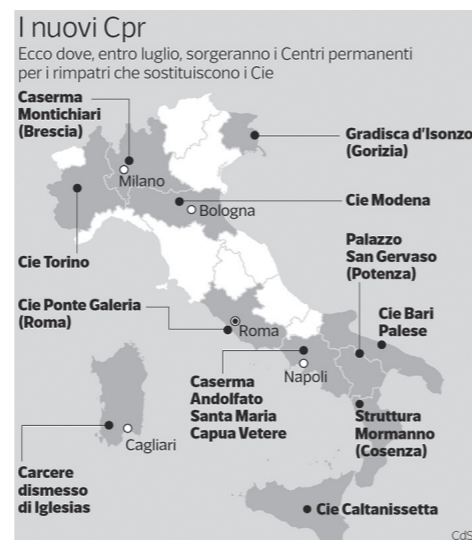 I nuovi Cpr
Ecco dove, entro luglio, sorgeranno i Centri permanenti
per i rimpatri che sostituiscono i Cie
Caserma
Montichiari
(Brescia)
Gradisca d'Isonzo
(Gorizia)
Milano
Cie Modena
Bologna
Palazzo
San Gervaso
(Potenza)
Cie Torino
Cie Ponte Galeria
(Roma)
Roma
Cie Bari
Palese
Napoli
Caserma
Andolfato
Santa Maria
Capua Vetere
Struttura
Mormanno
(Cosenza)
Cagliari
Carcere
dismesso
di Iglesias
Cie Caltanissetta
CdS